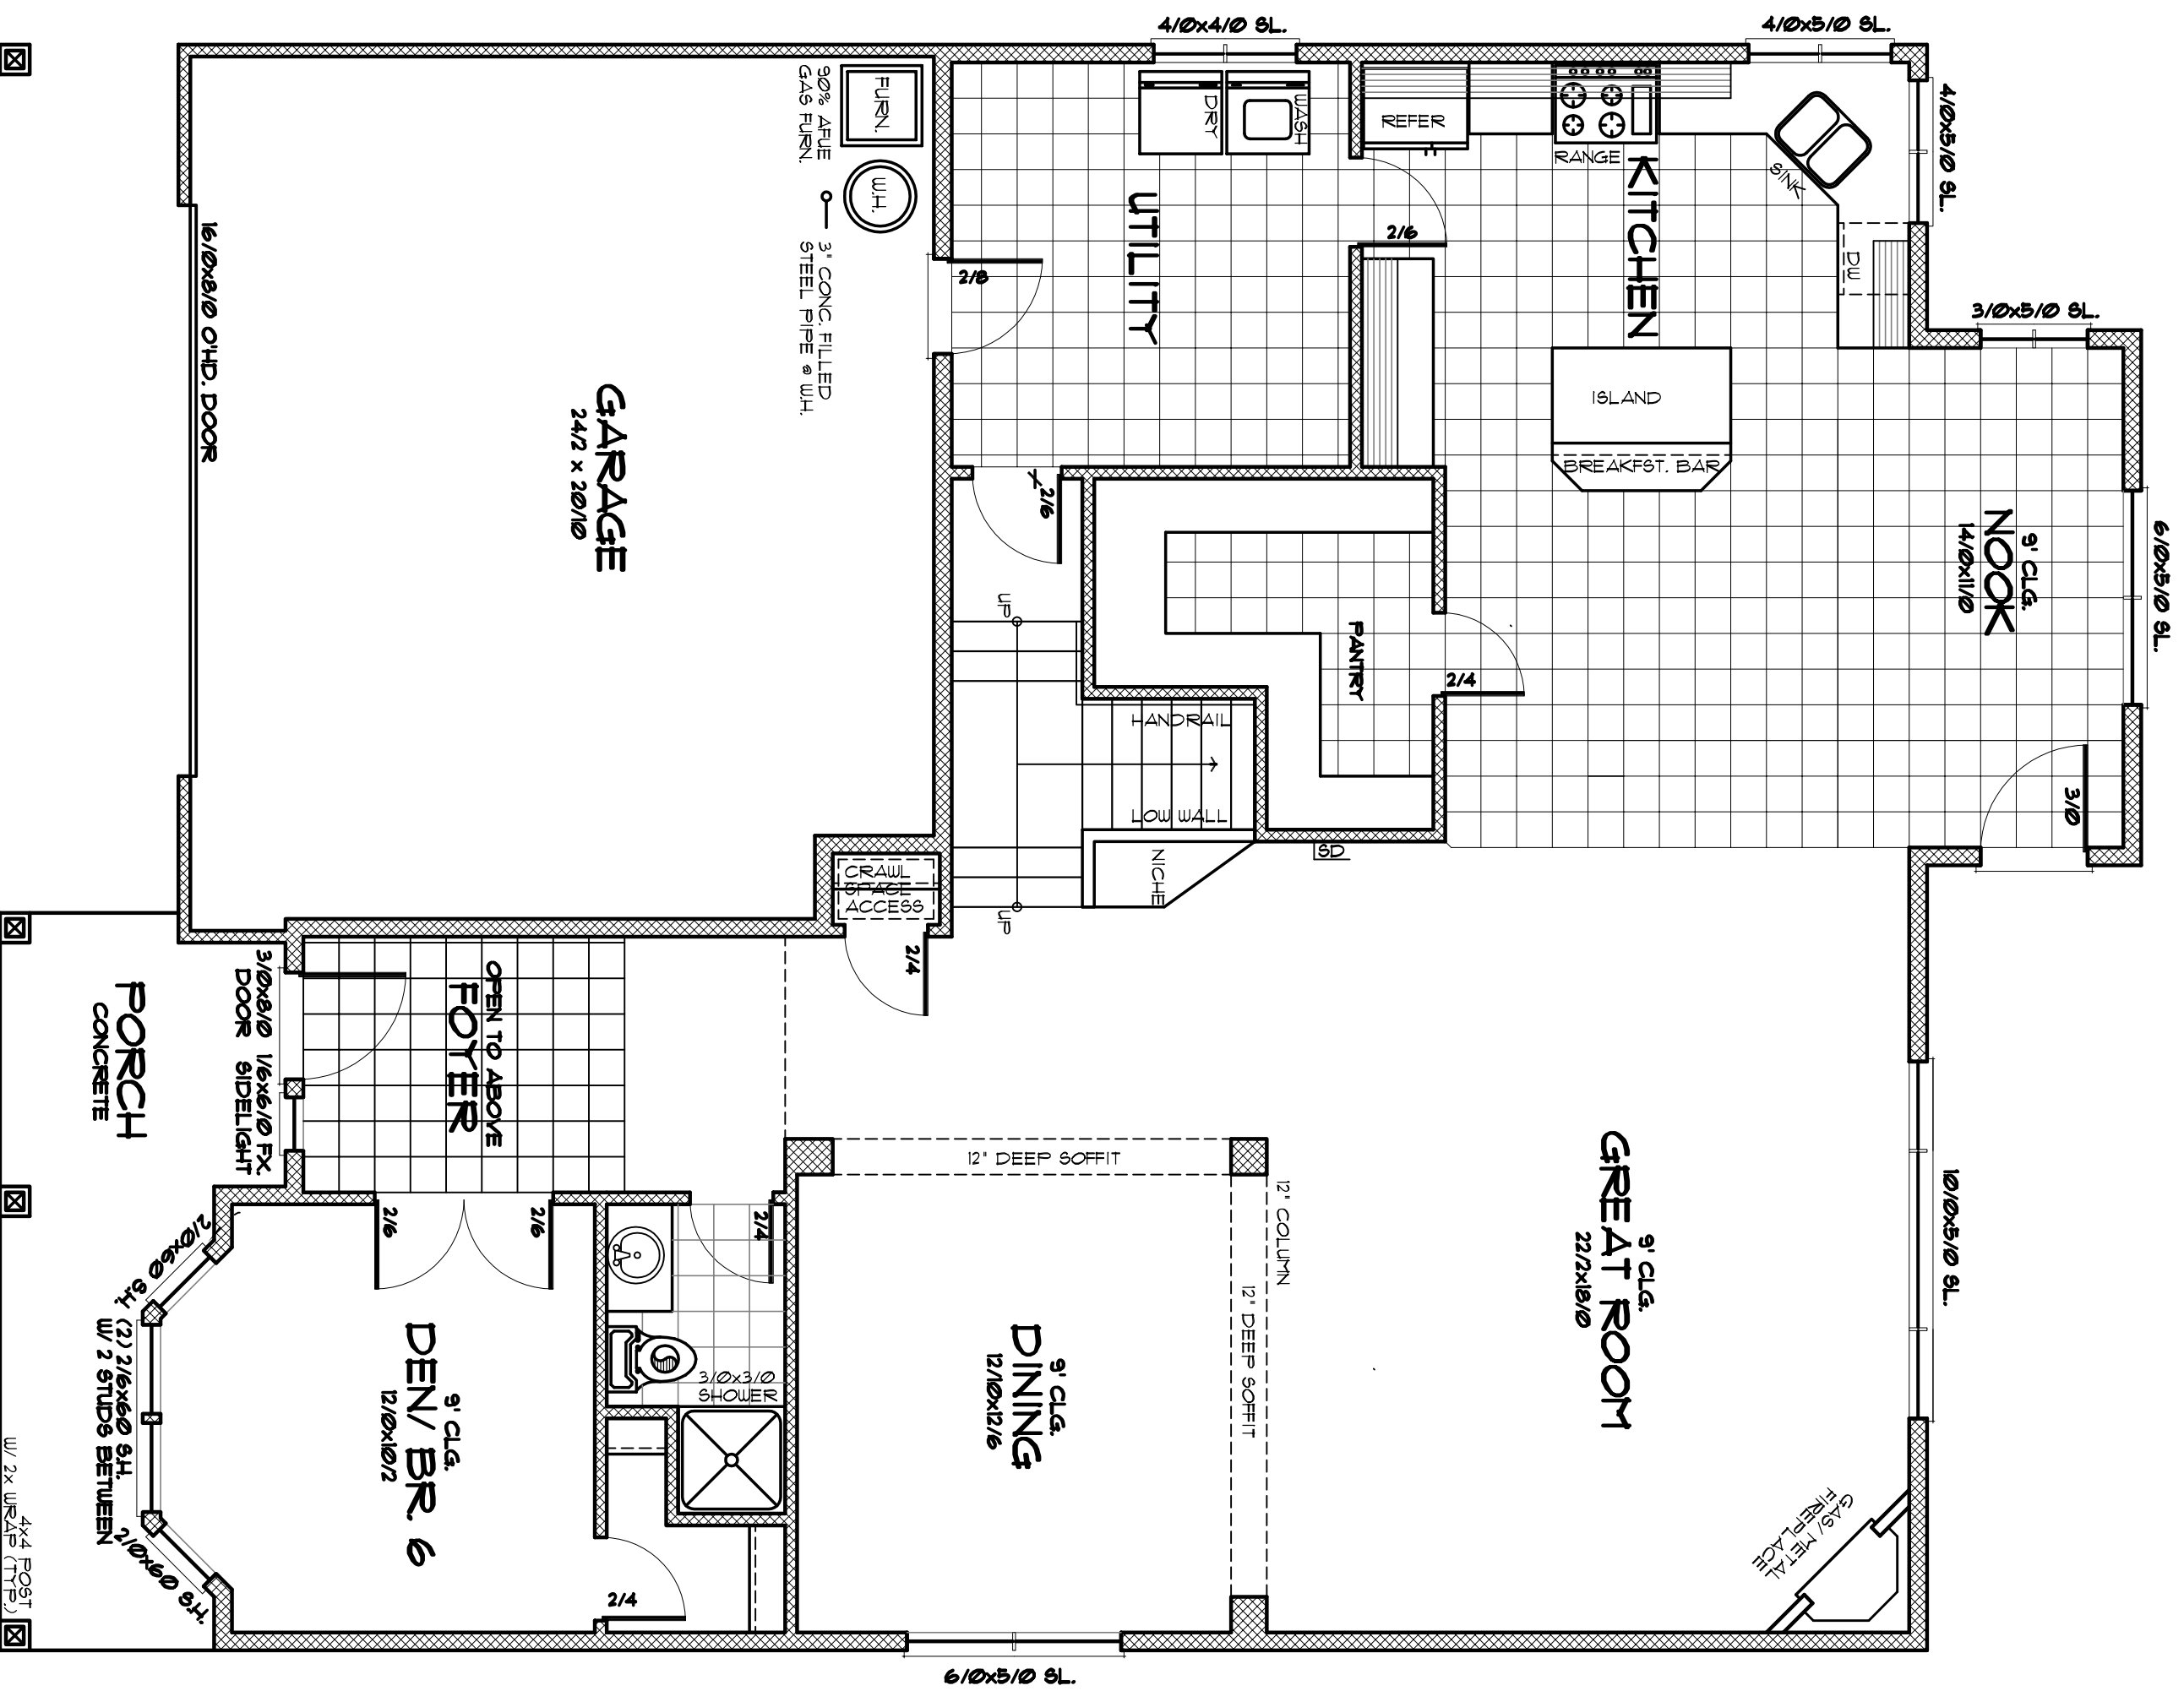 4/0x4/0 SL.
4/0x5/0 SL.
4/0x5/0 SL.
3/0x5/0 SL.
6/0x5/0 SL.
FURN.
90% AFUE
GAS FURN.
W.H.
3" CONC. FILLED
STEEL PIPE @ W.H.
16/0x8/0 O'HD. DOOR
GARAGE
24/2 x 20/10
DRY
WASH
UTILITY
2/8
2/6
REFER
RANGE
KITCHEN
SINK
DW
2/6
ISLAND
BREAKFST. BAR
9' CLG.
NOOK
14/0x11/0
3/0
PANTRY
2/4
UP
HANDRAIL
LOW WALL
NICHE
SD
UP
CRAWL
SPACE
ACCESS
2/4
OPEN TO ABOVE
FOYER
3/0x8/0 1/6x6/0 FX.
DOOR SIDELIGHT
PORCH
CONCRETE
2/6
2/6
2/4
12" DEEP SOFFIT
12" COLUMN
12" DEEP SOFFIT
9' CLG.
GREAT ROOM
22/2x18/0
10/0x5/0 SL.
GAS/METAL
FIREPLACE
9' CLG.
DINING
12/10x12/6
3/0x3/0
SHOWER
9' CLG.
DEN/ BR. 6
12/0x10/2
2/4
2/0x60 S.H.
(2) 2/6x60 S.H.
W/ 2 STUDS BETWEEN
2/0x60 S.H.
4x4 POST
W/ 2x WRAP (TYP.)
6/0x5/0 SL.